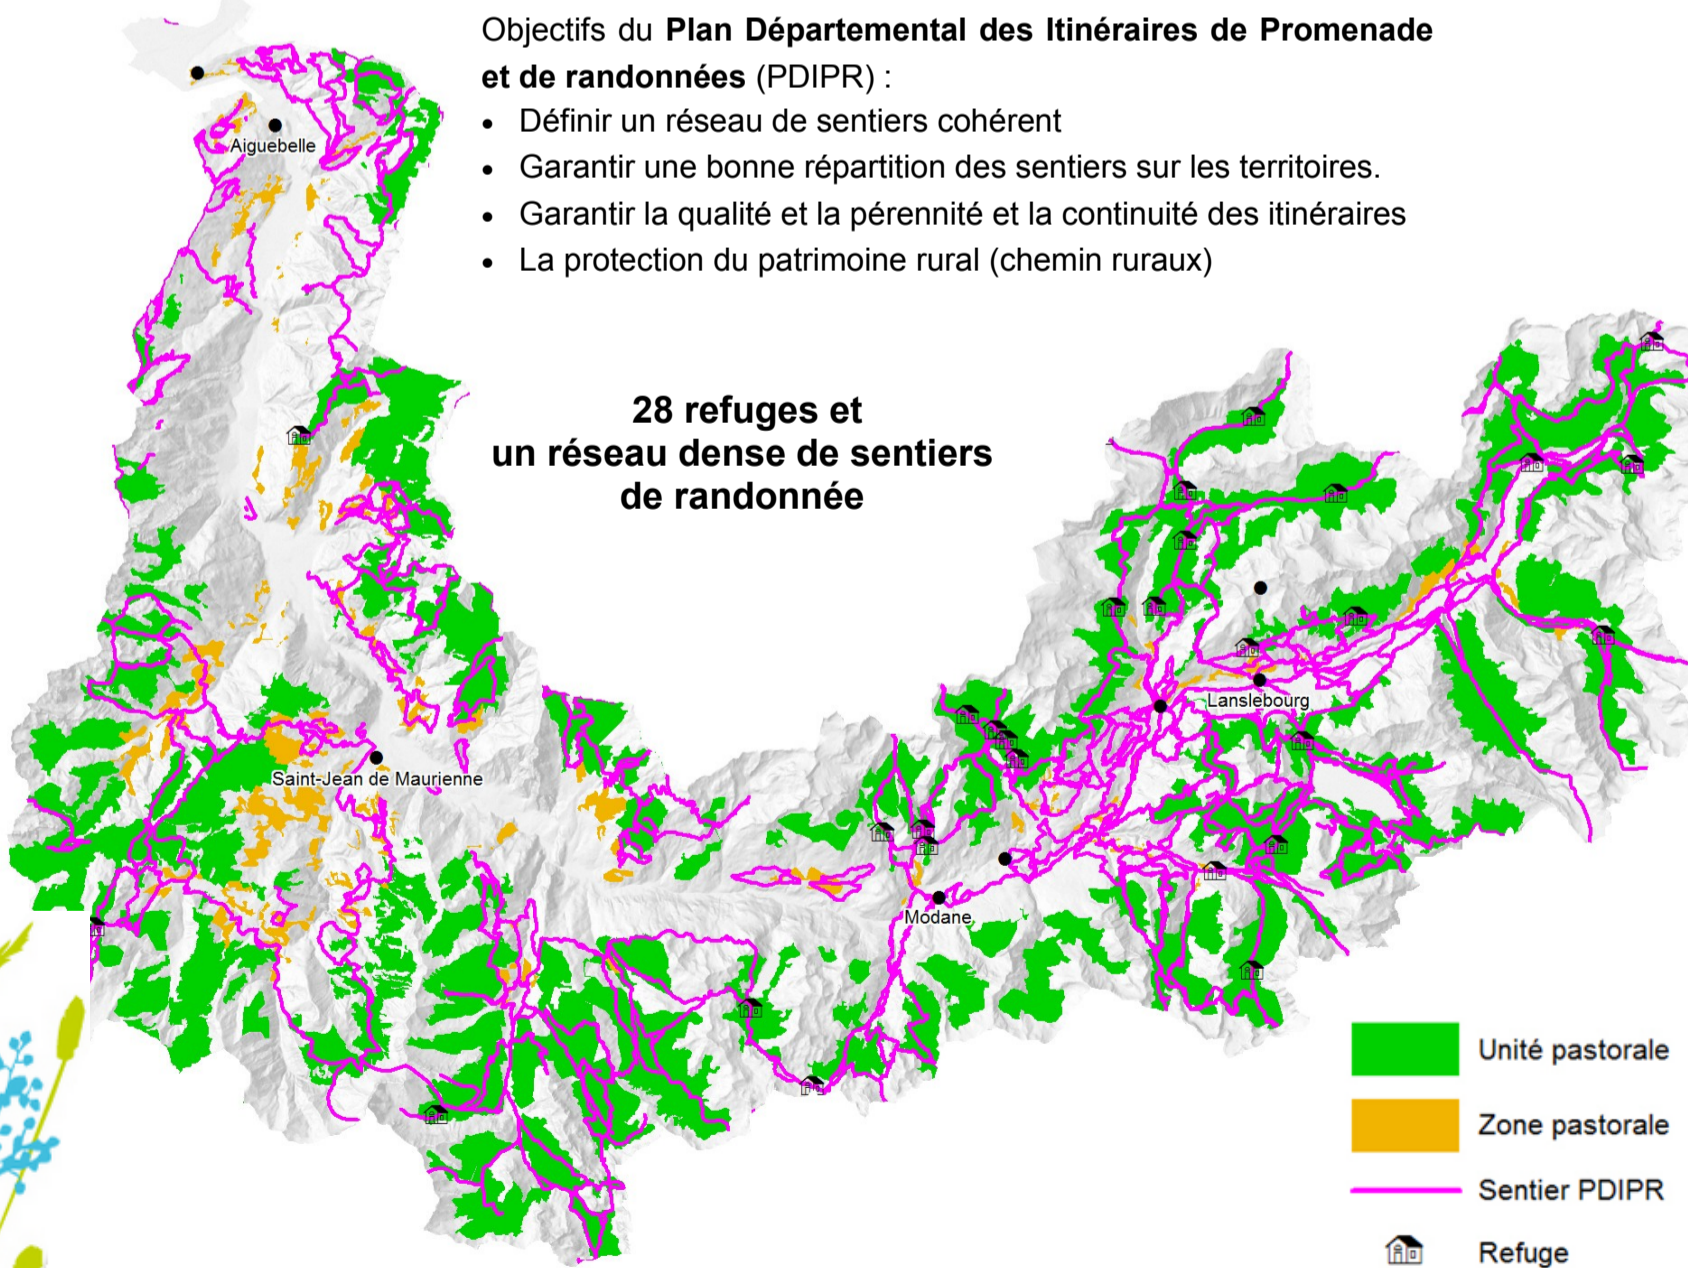 Objectifs du Plan Départemental des Itinéraires de Promenade
et de randonnées (PDIPR) :
• Définir un réseau de sentiers cohérent
• Garantir une bonne répartition des sentiers sur les territoires.
• Garantir la qualité et la pérennité et la continuité des itinéraires
• La protection du patrimoine rural (chemin ruraux)
Aiguebelle
28 refuges et
un réseau dense de sentiers
de randonnée
Lanslebourg
Saint-Jean de Maurienne
Modane
Unité pastorale
Zone pastorale
Sentier PDIPR
Refuge